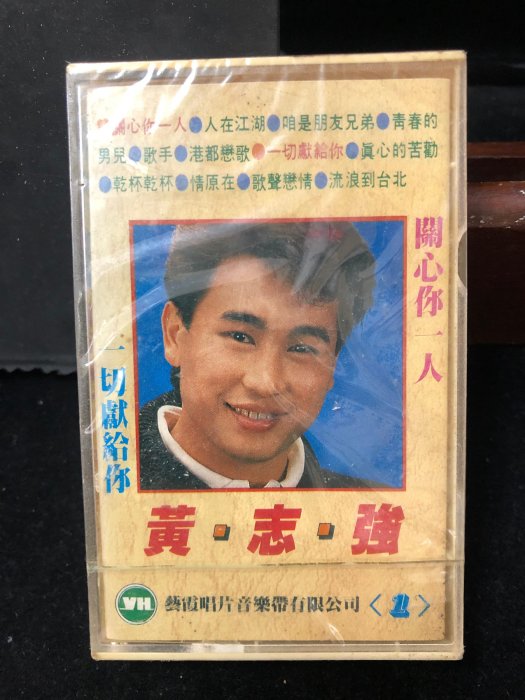 關心你一人●人在江湖●咱是朋友兄弟●青春的
男兒●歌手●港都戀歌●一切獻給你●眞心的苦勸
●乾杯乾杯●情原在●歌聲戀情●流浪到台北
關心你一人
一切獻給你
黃·志·強
YH 藝霞唱片音樂帶有限公司〈1〉